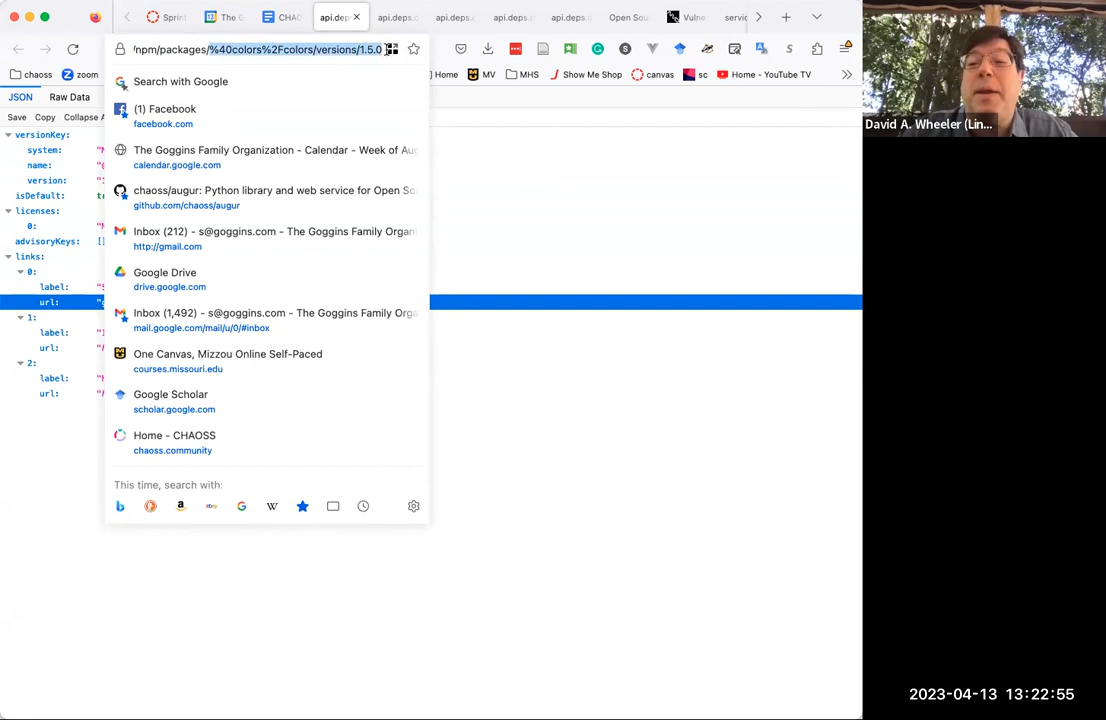 Sprint
The G
CHAO
api.deps
api.deps.
api.deps.
api.deps.
api.deps.
Open Sou
Vulne
servic
/npm/packages/%40colors%2Fcolors/versions/1.5.0
chaoss
zoom
Home
MV
MHS
Show Me Shop
canvas
sc
Home - YouTube TV
JSON
Raw Data
Save
Copy
Collapse A
versionKey:
system:
name:
version:
isDefault:
licenses:
0:
advisoryKeys:
[]
links:
0:
label:
url:
1:
label:
url:
2:
label:
url:
Search with Google
(1) Facebook
facebook.com
The Goggins Family Organization - Calendar - Week of Aug
calendar.google.com
chaoss/augur: Python library and web service for Open So
github.com/chaoss/augur
Inbox (212) - s@goggins.com - The Goggins Family Organi
http://gmail.com
Google Drive
drive.google.com
Inbox (1,492) - s@goggins.com - The Goggins Family Orga
mail.google.com/mail/u/0/#inbox
One Canvas, Mizzou Online Self-Paced
courses.missouri.edu
Google Scholar
scholar.google.com
Home - CHAOSS
chaoss.community
This time, search with:
David A. Wheeler (Lin...
2023-04-13 13:22:55